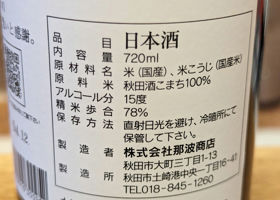 と感謝。
品目 日本酒
内容量 720ml
原材料名 米(国産)、米こうじ(国産米)
原料米 秋田酒こまち100%
アルコール分 15度
精米歩合 78%
保存方法 直射日光を避け、冷暗所にて
保管して下さい。
製造者 株式会社那波商店
秋田市大町三丁目1-13
製造所 秋田市土崎港中央一丁目16-41
TEL018-845-1260
.12